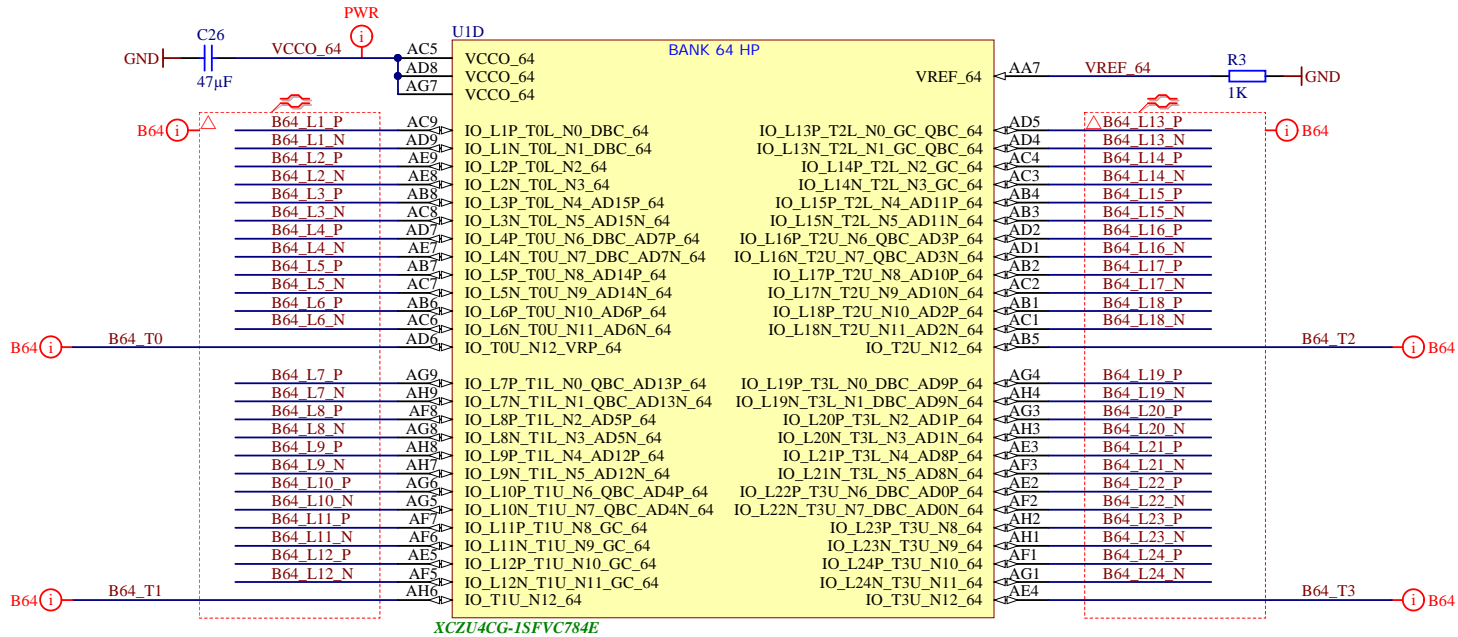 PWR
C26
U1D
BANK 64 HP
GND
VCCO_64
47µF
AC5
VCCO_64
AD8
VCCO_64
AG7
VCCO_64
VREF_64
AA7
VREF_64
R3
1K
GND
B64
B64
B64_L1_P AC9 IO_L1P_T0L_N0_DBC_64 IO_L13P_T2L_N0_GC_QBC_64 AD5 B64_L13_P
B64_L1_N AD9 IO_L1N_T0L_N1_DBC_64 IO_L13N_T2L_N1_GC_QBC_64 AD4 B64_L13_N
B64_L2_P AE9 IO_L2P_T0L_N2_64 IO_L14P_T2L_N2_GC_64 AC4 B64_L14_P
B64_L2_N AE8 IO_L2N_T0L_N3_64 IO_L14N_T2L_N3_GC_64 AC3 B64_L14_N
B64_L3_P AB8 IO_L3P_T0L_N4_AD15P_64 IO_L15P_T2L_N4_AD11P_64 AB4 B64_L15_P
B64_L3_N AC8 IO_L3N_T0L_N5_AD15N_64 IO_L15N_T2L_N5_AD11N_64 AB3 B64_L15_N
B64_L4_P AD7 IO_L4P_T0U_N6_DBC_AD7P_64 IO_L16P_T2U_N6_QBC_AD3P_64 AD2 B64_L16_P
B64_L4_N AE7 IO_L4N_T0U_N7_DBC_AD7N_64 IO_L16N_T2U_N7_QBC_AD3N_64 AD1 B64_L16_N
B64_L5_P AB7 IO_L5P_T0U_N8_AD14P_64 IO_L17P_T2U_N8_AD10P_64 AB2 B64_L17_P
B64_L5_N AC7 IO_L5N_T0U_N9_AD14N_64 IO_L17N_T2U_N9_AD10N_64 AC2 B64_L17_N
B64_L6_P AB6 IO_L6P_T0U_N10_AD6P_64 IO_L18P_T2U_N10_AD2P_64 AB1 B64_L18_P
B64_L6_N AC6 IO_L6N_T0U_N11_AD6N_64 IO_L18N_T2U_N11_AD2N_64 AC1 B64_L18_N
B64 B64_T0 AD6 IO_T0U_N12_VRP_64 IO_T2U_N12_64 AB5 B64_T2 B64
B64_L7_P AG9 IO_L7P_T1L_N0_QBC_AD13P_64 IO_L19P_T3L_N0_DBC_AD9P_64 AG4 B64_L19_P
B64_L7_N AH9 IO_L7N_T1L_N1_QBC_AD13N_64 IO_L19N_T3L_N1_DBC_AD9N_64 AH4 B64_L19_N
B64_L8_P AF8 IO_L8P_T1L_N2_AD5P_64 IO_L20P_T3L_N2_AD1P_64 AG3 B64_L20_P
B64_L8_N AG8 IO_L8N_T1L_N3_AD5N_64 IO_L20N_T3L_N3_AD1N_64 AH3 B64_L20_N
B64_L9_P AH8 IO_L9P_T1L_N4_AD12P_64 IO_L21P_T3L_N4_AD8P_64 AE3 B64_L21_P
B64_L9_N AH7 IO_L9N_T1L_N5_AD12N_64 IO_L21N_T3L_N5_AD8N_64 AF3 B64_L21_N
B64_L10_P AG6 IO_L10P_T1U_N6_QBC_AD4P_64 IO_L22P_T3U_N6_DBC_AD0P_64 AE2 B64_L22_P
B64_L10_N AG5 IO_L10N_T1U_N7_QBC_AD4N_64 IO_L22N_T3U_N7_DBC_AD0N_64 AF2 B64_L22_N
B64_L11_P AF7 IO_L11P_T1U_N8_GC_64 IO_L23P_T3U_N8_64 AH2 B64_L23_P
B64_L11_N AF6 IO_L11N_T1U_N9_GC_64 IO_L23N_T3U_N9_64 AH1 B64_L23_N
B64_L12_P AE5 IO_L12P_T1U_N10_GC_64 IO_L24P_T3U_N10_64 AF1 B64_L24_P
B64_L12_N AF5 IO_L12N_T1U_N11_GC_64 IO_L24N_T3U_N11_64 AG1 B64_L24_N
B64 B64_T1 AH6 IO_T1U_N12_64 IO_T3U_N12_64 AE4 B64_T3 B64
XCZU4CG-1SFVC784E